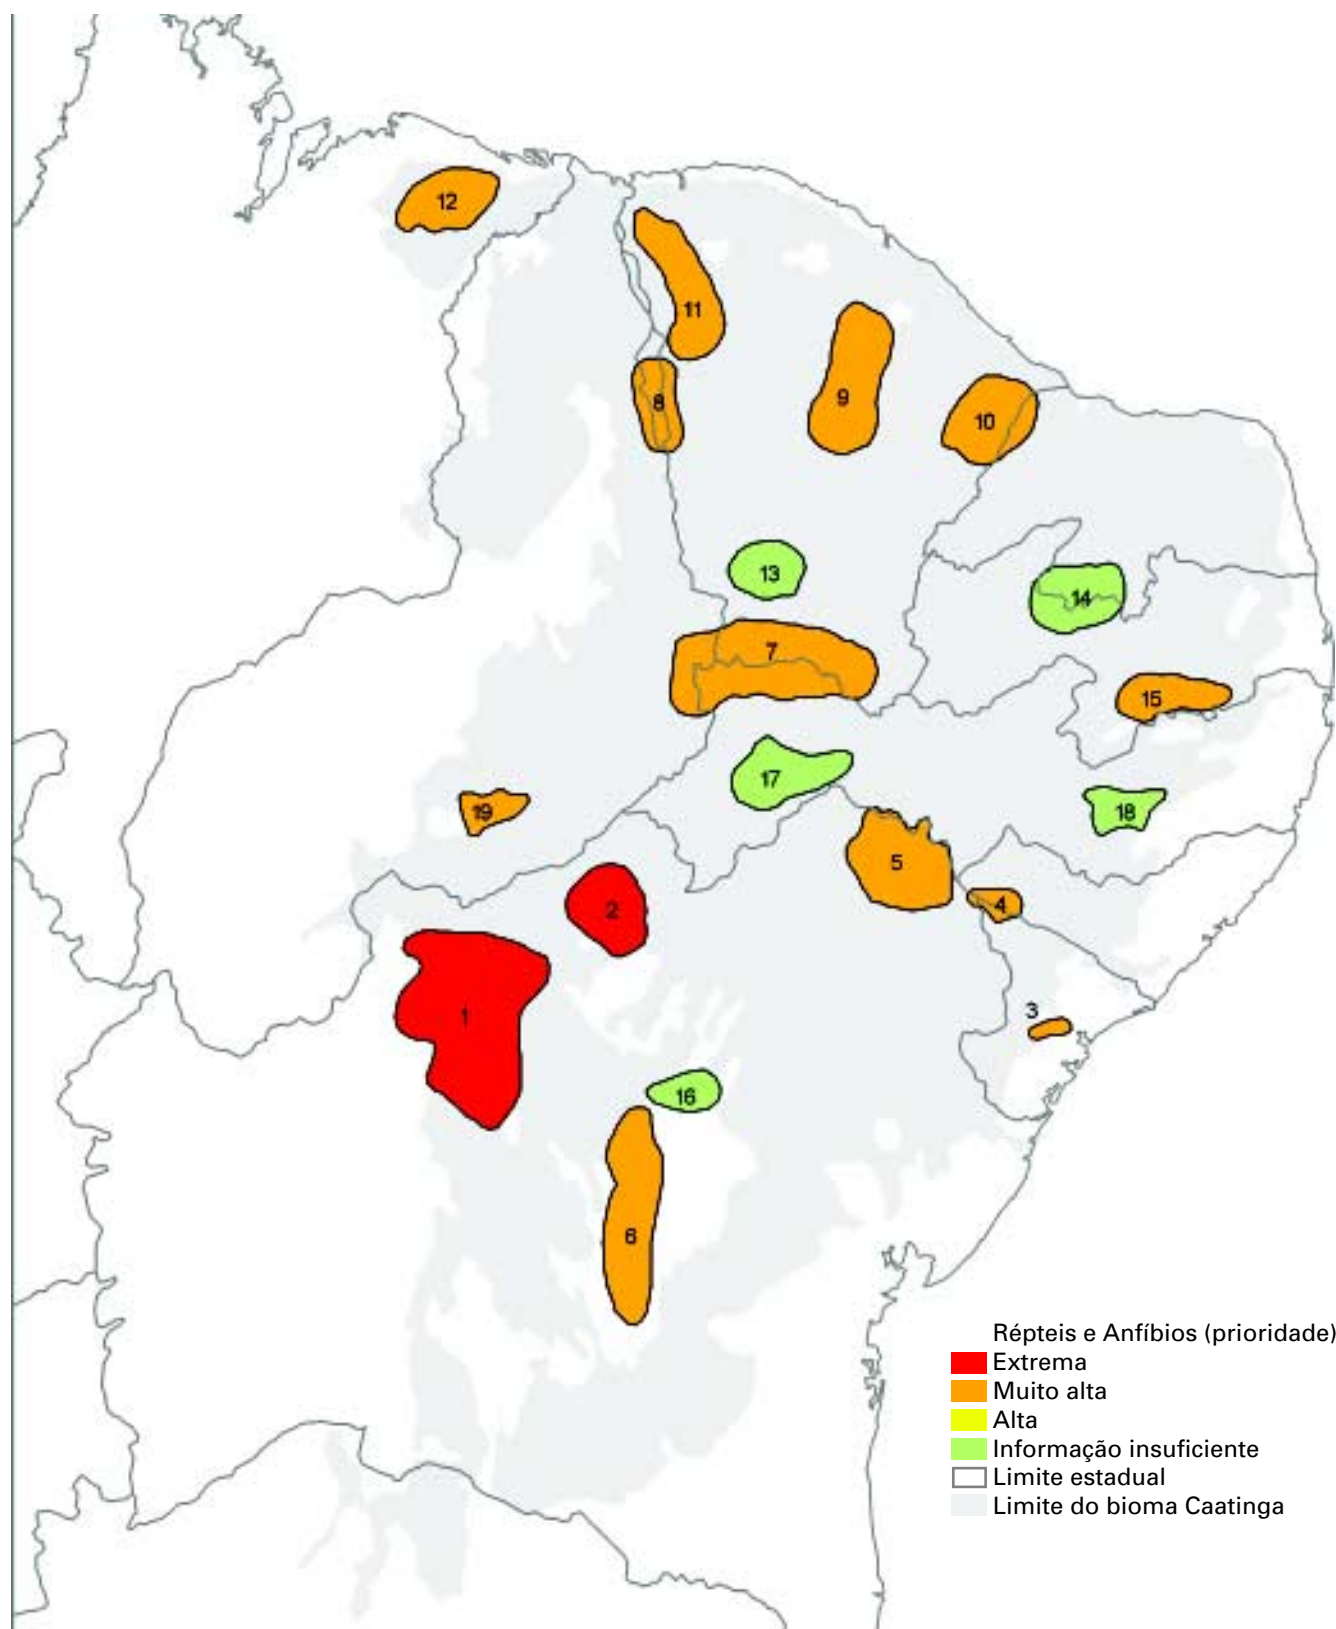 12
11
8
9
10
13
14
7
15
17
19
18
5
2
4
3
1
16
6
Répteis e Anfíbios (prioridade)
Extrema
Muito alta
Alta
Informação insuficiente
Limite estadual
Limite do bioma Caatinga